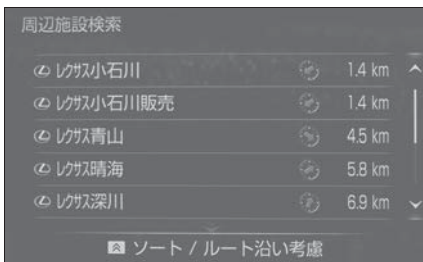 周辺施設検索
レクサス小石川 1.4 km
レクサス小石川販売 1.4 km
レクサス青山 4.5 km
レクサス晴海 5.8 km
レクサス深川 6.9 km
ソート / ルート沿い考慮